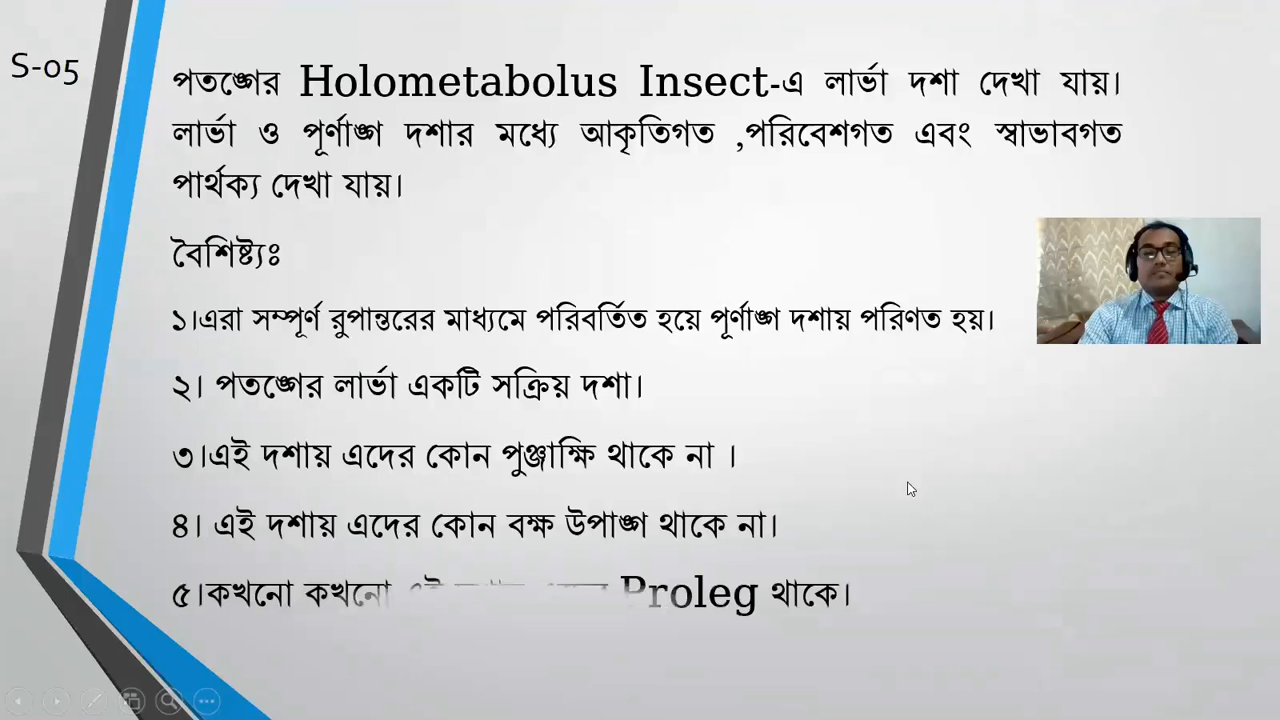 S-05
পতঙ্গের Holometabolus Insect-এ লার্ভা দশা দেখা যায়।
লার্ভা ও পূর্ণাঙ্গ দশার মধ্যে আকৃতিগত ,পরিবেশগত এবং স্বাভাবগত
পার্থক্য দেখা যায়।
বৈশিষ্ট্যঃ
১।এরা সম্পূর্ণ রুপান্তরের মাধ্যমে পরিবর্তিত হয়ে পূর্ণাঙ্গ দশায় পরিণত হয়।
২। পতঙ্গের লার্ভা একটি সক্রিয় দশা।
৩।এই দশায় এদের কোন পুঞ্জাক্ষি থাকে না ।
৪। এই দশায় এদের কোন বক্ষ উপাঙ্গ থাকে না।
৫।কখনো কখনো Proleg থাকে।